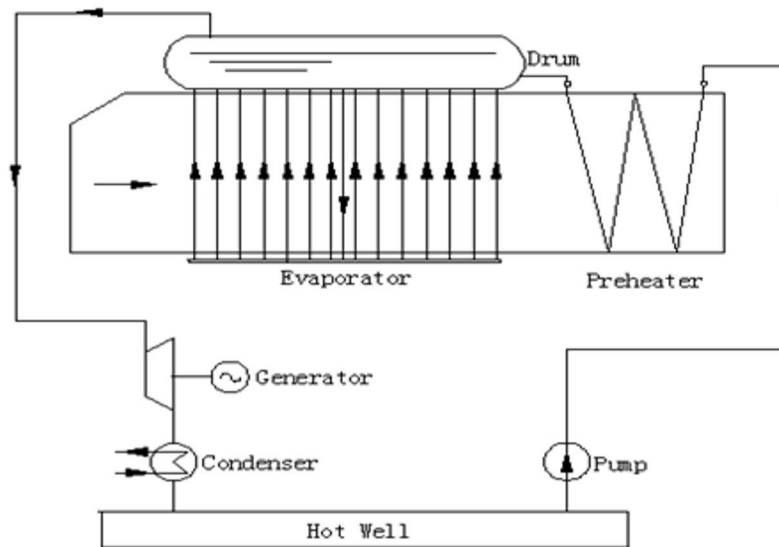 Drum
Evaporator
Preheater
Generator
Condenser
Pump
Hot Well